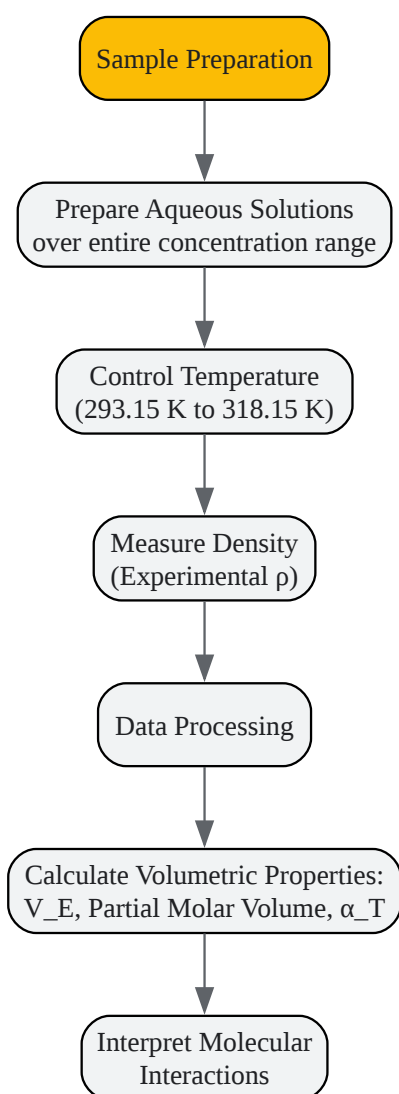 Sample Preparation
Prepare Aqueous Solutions
over entire concentration range
Control Temperature
(293.15 K to 318.15 K)
Measure Density
(Experimental ρ)
Data Processing
Calculate Volumetric Properties:
V_E, Partial Molar Volume, α_T
Interpret Molecular
Interactions